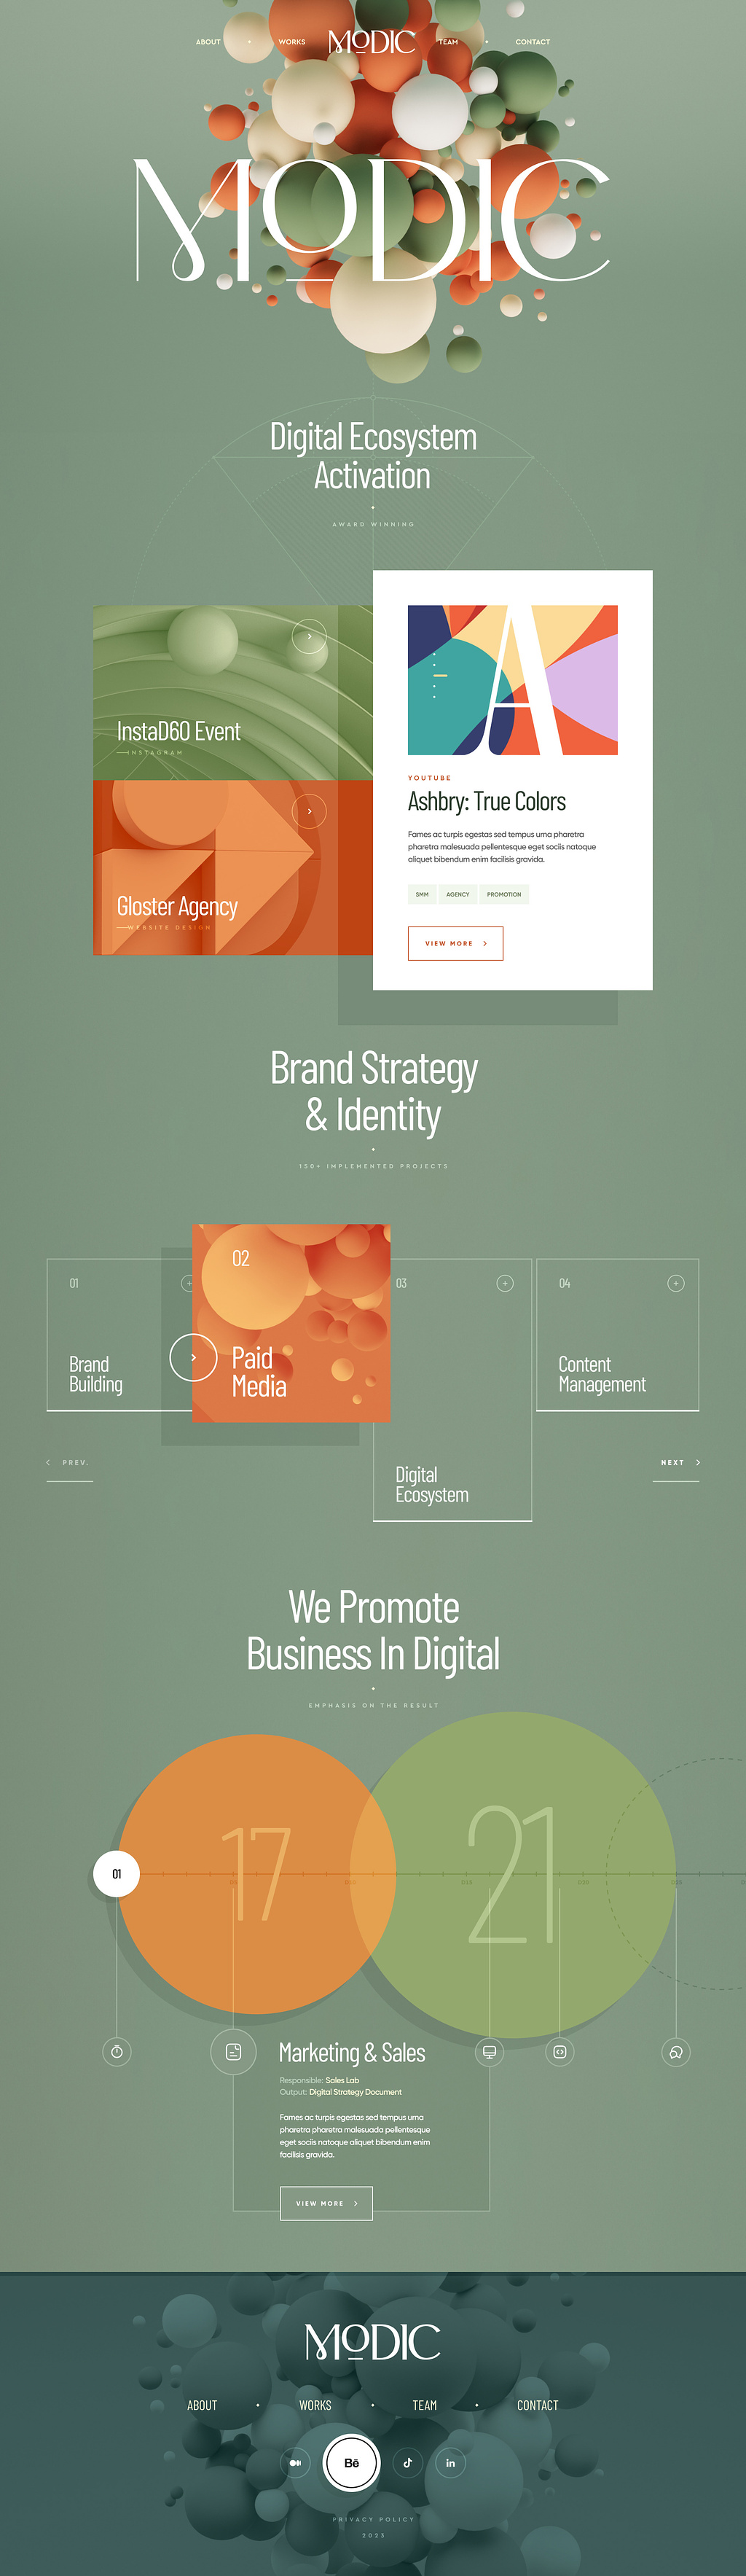 ABOUT
WORKS
MODIC
TEAM
CONTACT
MODIC
Digital Ecosystem
Activation
AWARD WINNING
InstaD60 Event
INSTAGRAM
Gloster Agency
WEBSITE DESIGN
A
YOUTUBE
Ashbry: True Colors
Fames ac turpis egestas sed tempus urna pharetra
pharetra malesuada pellentesque eget sociis natoque
aliquet bibendum enim facilisis gravida.
SMM
AGENCY
PROMOTION
VIEW MORE
Brand Strategy
& Identity
150+ IMPLEMENTED PROJECTS
01
Brand
Building
02
Paid
Media
03
Digital
Ecosystem
04
Content
Management
PREV.
NEXT
We Promote
Business In Digital
EMPHASIS ON THE RESULT
01
17
21
Marketing & Sales
Responsible: Sales Lab
Output: Digital Strategy Document
Fames ac turpis egestas sed tempus urna
pharetra pharetra malesuada pellentesque
eget sociis natoque aliquet bibendum enim
facilisis gravida.
VIEW MORE
MODIC
ABOUT
WORKS
TEAM
CONTACT
Bē
in
PRIVACY POLICY
2023